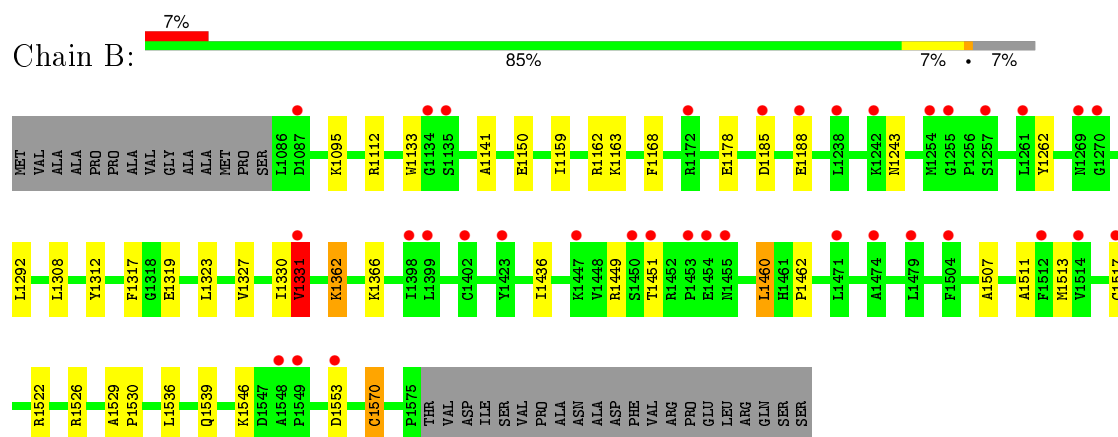 7%
Chain B:
85% 7% • 7%
MET VAL ALA ALA PRO PRO ALA VAL GLY ALA ALA MET PRO SER L1086 D1087 K1095 R1112 W1133 G1134 S1135 A1141 E1150 I1159 R1162 K1163 F1168 R1172 E1178 D1185 E1188 L1238 K1242 N1243 M1254 G1255 P1256 S1257 L1261 Y1262 N1269 G1270
L1292 L1308 Y1312 F1317 G1318 E1319 L1323 V1327 I1330 V1331 K1362 K1366 I1398 L1399 C1402 Y1423 I1436 K1447 V1448 R1449 S1450 T1451 R1452 P1453 E1454 N1455 L1460 H1461 P1462 L1471 A1474 L1479 F1504 A1507 A1511 F1512 M1513 V1514 C1517
R1522 R1526 A1529 P1530 L1536 Q1539 K1546 D1547 A1548 P1549 D1553 C1570 P1575 THR VAL ASP ILE SER VAL PRO ALA ASN ALA ASP PHE VAL ARG PRO GLU LEU ARG GLN SER SER